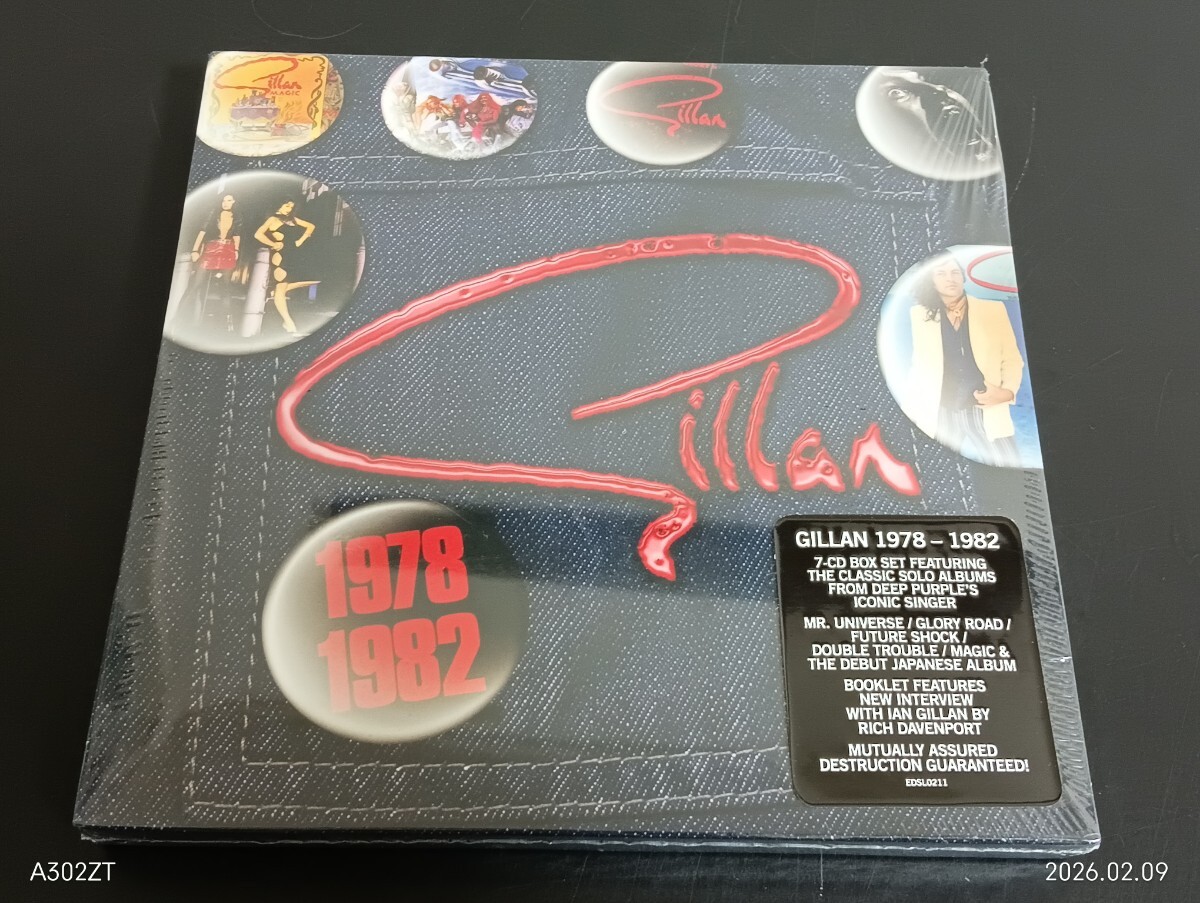 Gillan
MAGIC
Gillan
Gillan
1978
1982
GILLAN 1978 – 1982
7-CD BOX SET FEATURING
THE CLASSIC SOLO ALBUMS
FROM DEEP PURPLE'S
ICONIC SINGER
MR. UNIVERSE / GLORY ROAD /
FUTURE SHOCK /
DOUBLE TROUBLE / MAGIC &
THE DEBUT JAPANESE ALBUM
BOOKLET FEATURES
NEW INTERVIEW
WITH IAN GILLAN BY
RICH DAVENPORT
MUTUALLY ASSURED
DESTRUCTION GUARANTEED!
EDSL0211
A302ZT
2026.02.09